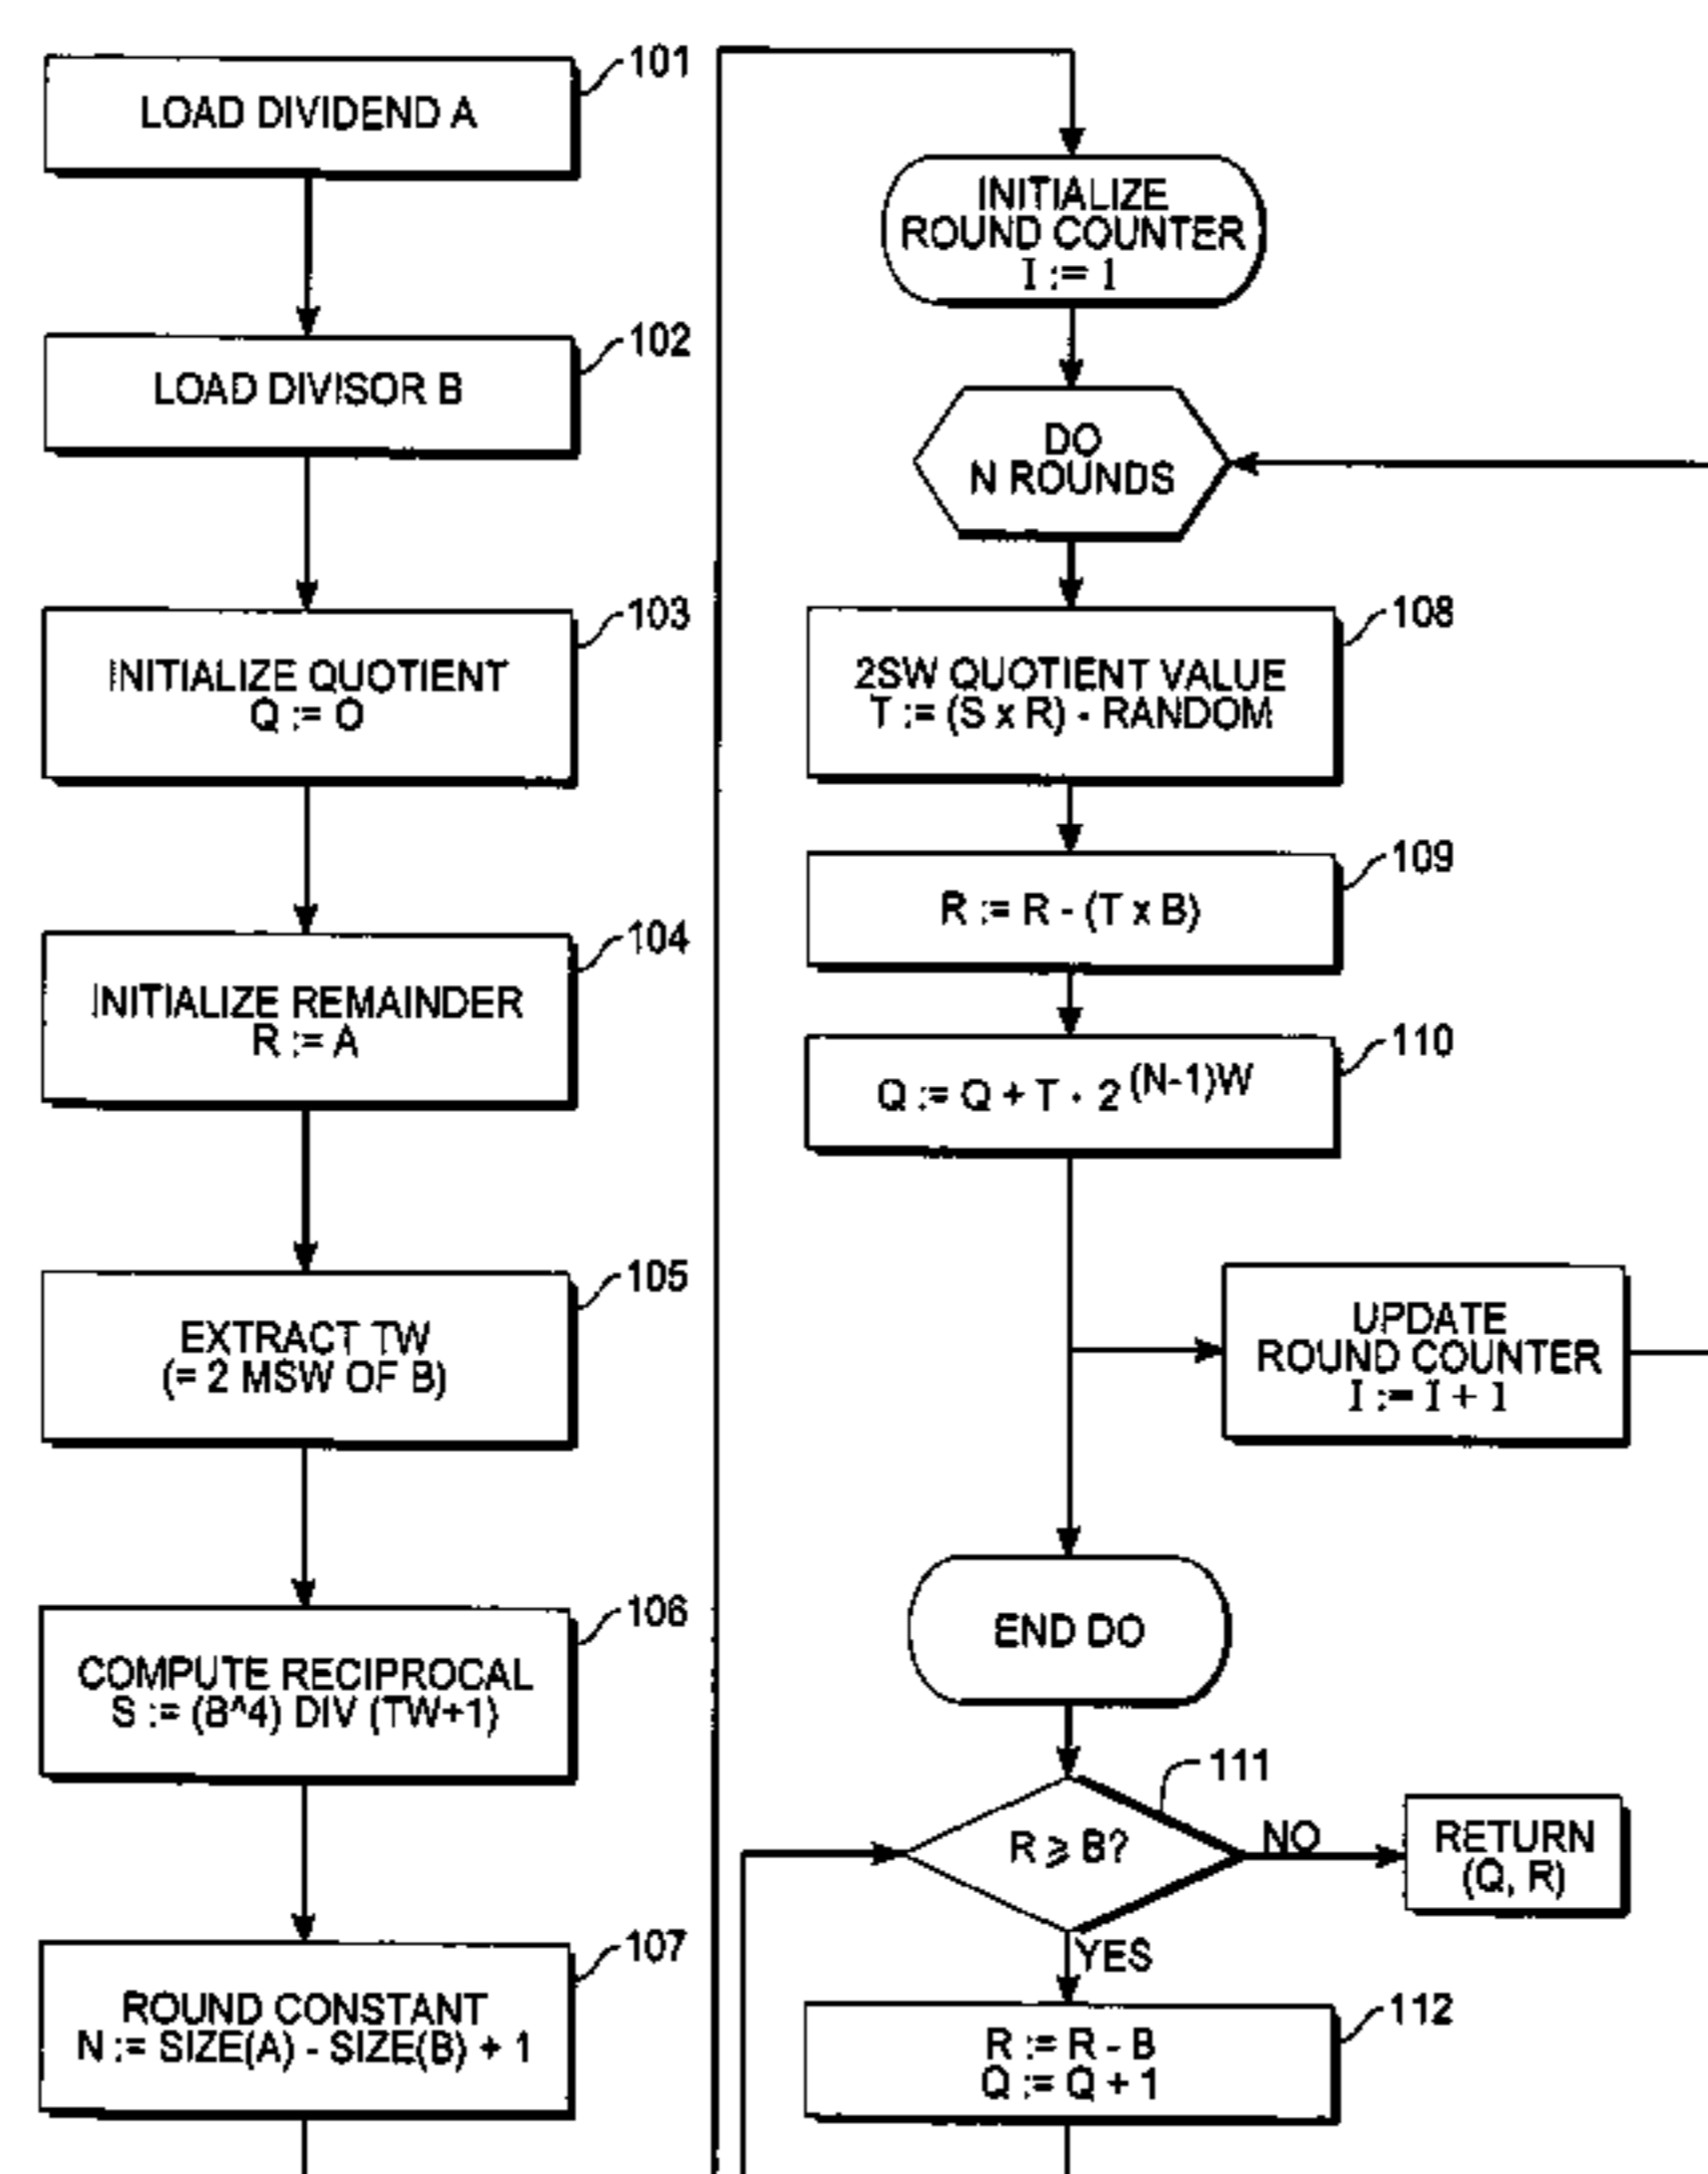 101
LOAD DIVIDEND A
102
LOAD DIVISOR B
103
INITIALIZE QUOTIENT
Q := O
104
INITIALIZE REMAINDER
R := A
105
EXTRACT TW
(= 2 MSW OF B)
106
COMPUTE RECIPROCAL
S := (8^4) DIV (TW+1)
107
ROUND CONSTANT
N := SIZE(A) - SIZE(B) + 1
INITIALIZE
ROUND COUNTER
I := 1
DO
N ROUNDS
108
2SW QUOTIENT VALUE
T := (S x R) - RANDOM
109
R := R - (T x B)
110
Q := Q + T · 2^(N-1)W
UPDATE
ROUND COUNTER
I := I + 1
END DO
111
R ⩾ B?
NO
RETURN
(Q, R)
YES
112
R := R - B
Q := Q + 1